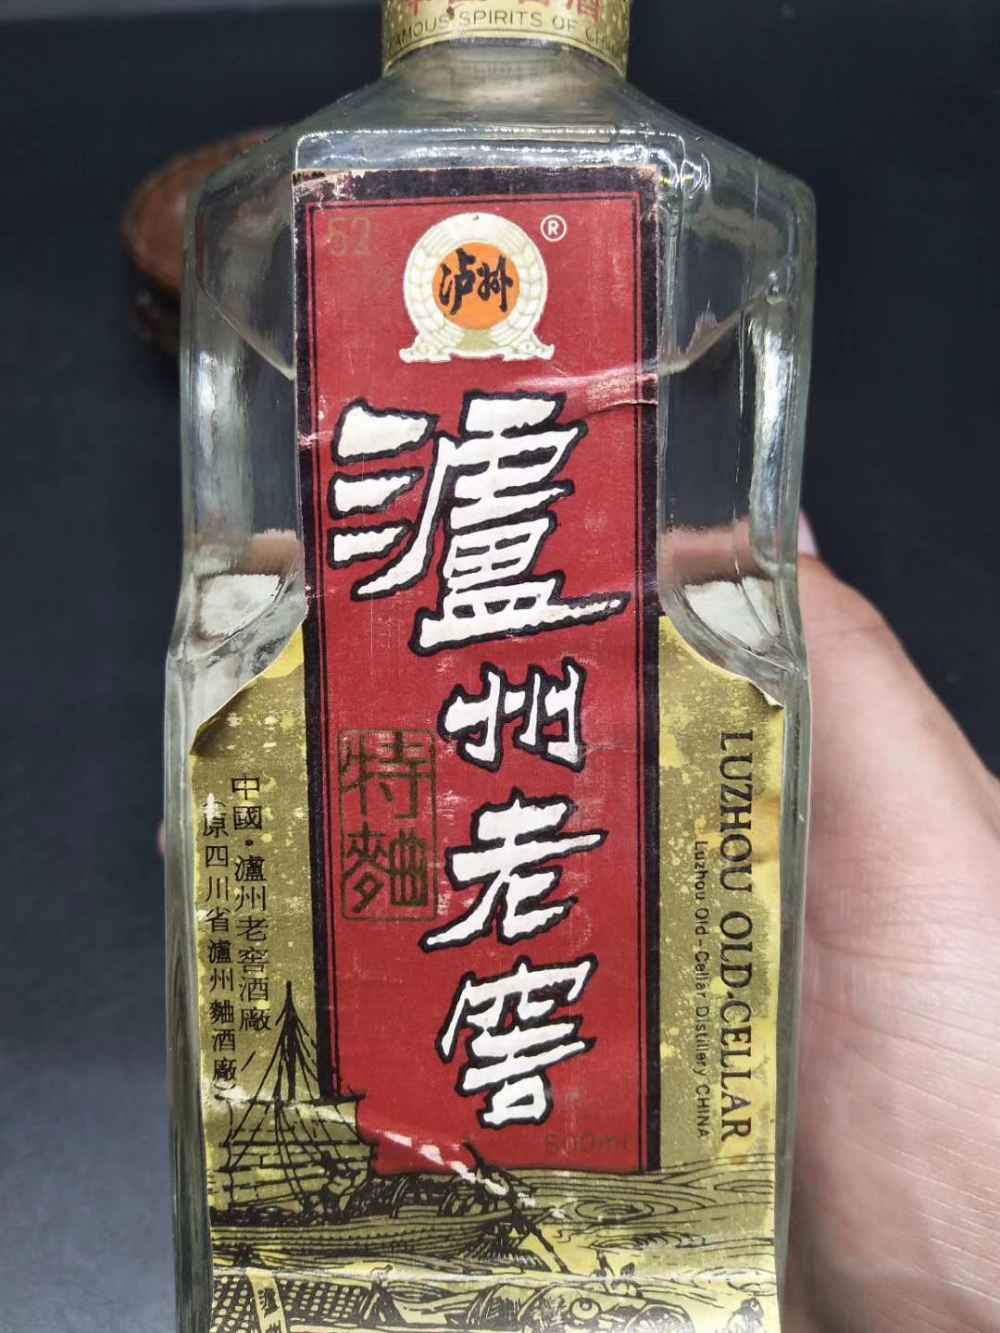 FAMOUS SPIRITS OF CHINA
52
®
泸州
瀘州老窖
特麯
中國·瀘州老窖酒廠/
原四川省瀘州麯酒廠
LUZHOU OLD·CELLAR
Luzhou Old-Cellar Distillery CHINA
500ml